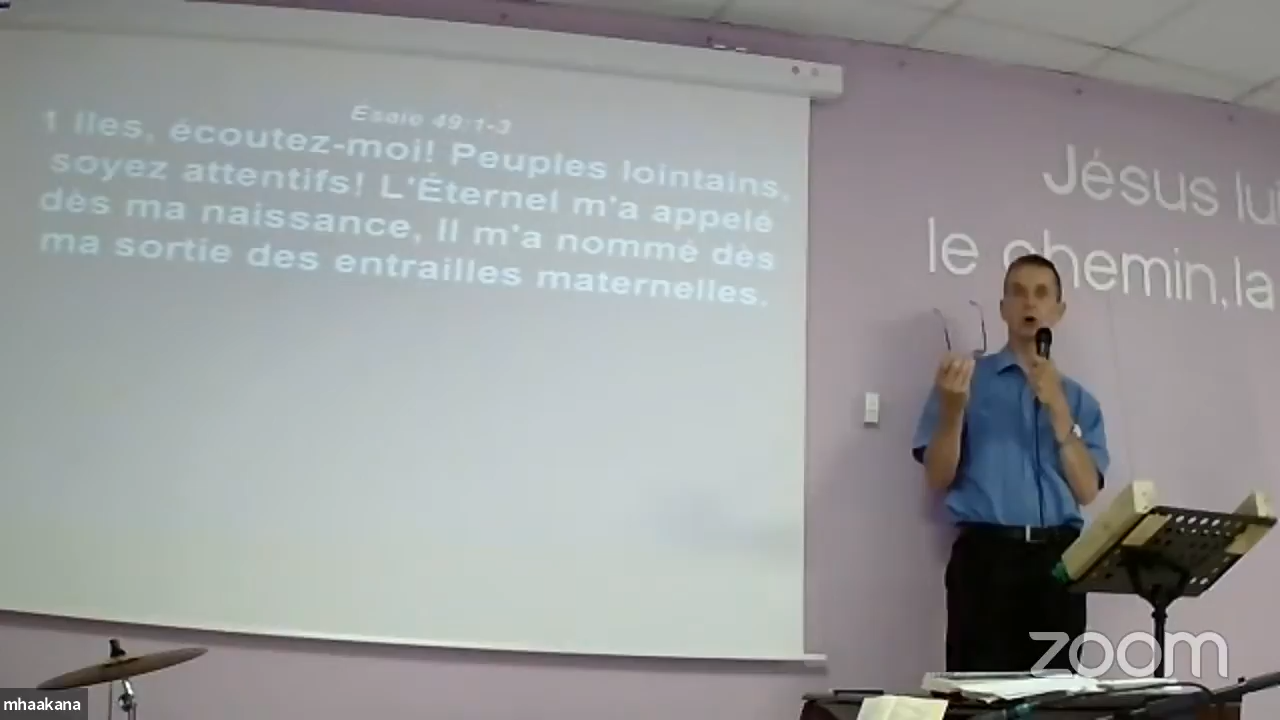 Esaïe 49:1-3
1 Iles, écoutez-moi! Peuples lointains,
soyez attentifs! L'Éternel m'a appelé
dès ma naissance, Il m'a nommé dès
ma sortie des entrailles maternelles.
Jésus lu
le chemin,la
zoom
mhaakana